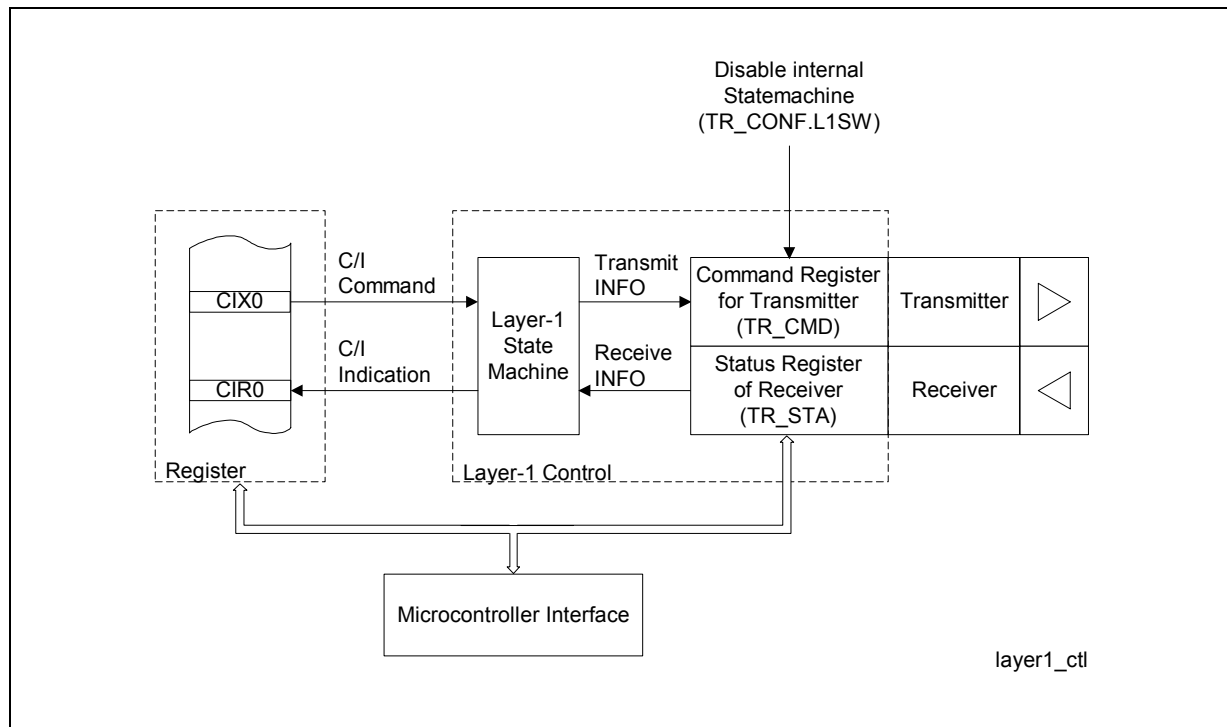 Disable internal
Statemachine
(TR_CONF.L1SW)
C/I
Command
CIX0
C/I
Indication
CIR0
Register
Layer-1
State
Machine
Transmit
INFO
Receive
INFO
Command Register
for Transmitter
(TR_CMD)
Transmitter
Status Register
of Receiver
(TR_STA)
Receiver
Layer-1 Control
Microcontroller Interface
layer1_ctl